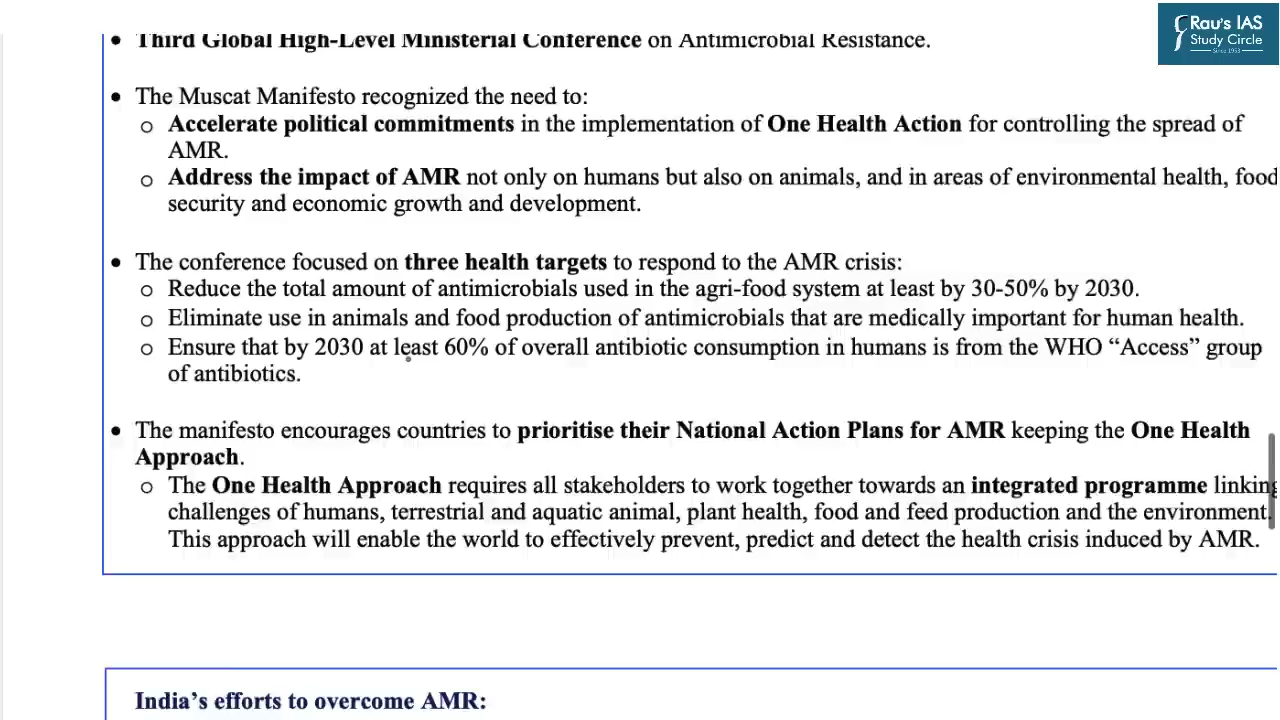 Rau's IAS
Study Circle
Since 1953
• Third Global High-Level Ministerial Conference on Antimicrobial Resistance.
• The Muscat Manifesto recognized the need to:
o Accelerate political commitments in the implementation of One Health Action for controlling the spread of
AMR.
o Address the impact of AMR not only on humans but also on animals, and in areas of environmental health, food
security and economic growth and development.
• The conference focused on three health targets to respond to the AMR crisis:
o Reduce the total amount of antimicrobials used in the agri-food system at least by 30-50% by 2030.
o Eliminate use in animals and food production of antimicrobials that are medically important for human health.
o Ensure that by 2030 at least 60% of overall antibiotic consumption in humans is from the WHO “Access” group
of antibiotics.
• The manifesto encourages countries to prioritise their National Action Plans for AMR keeping the One Health
Approach.
o The One Health Approach requires all stakeholders to work together towards an integrated programme linking
challenges of humans, terrestrial and aquatic animal, plant health, food and feed production and the environment.
This approach will enable the world to effectively prevent, predict and detect the health crisis induced by AMR.
India’s efforts to overcome AMR: